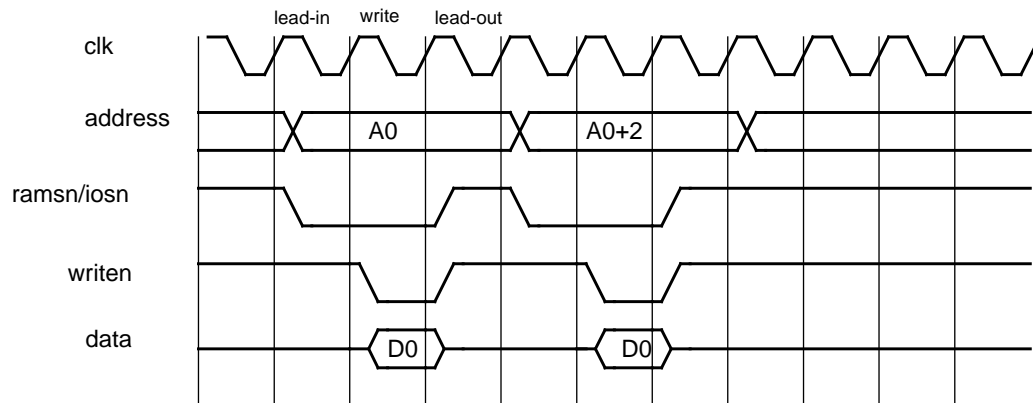 lead-in write lead-out
clk
address A0 A0+2
ramsn/iosn
writen
data D0 D0